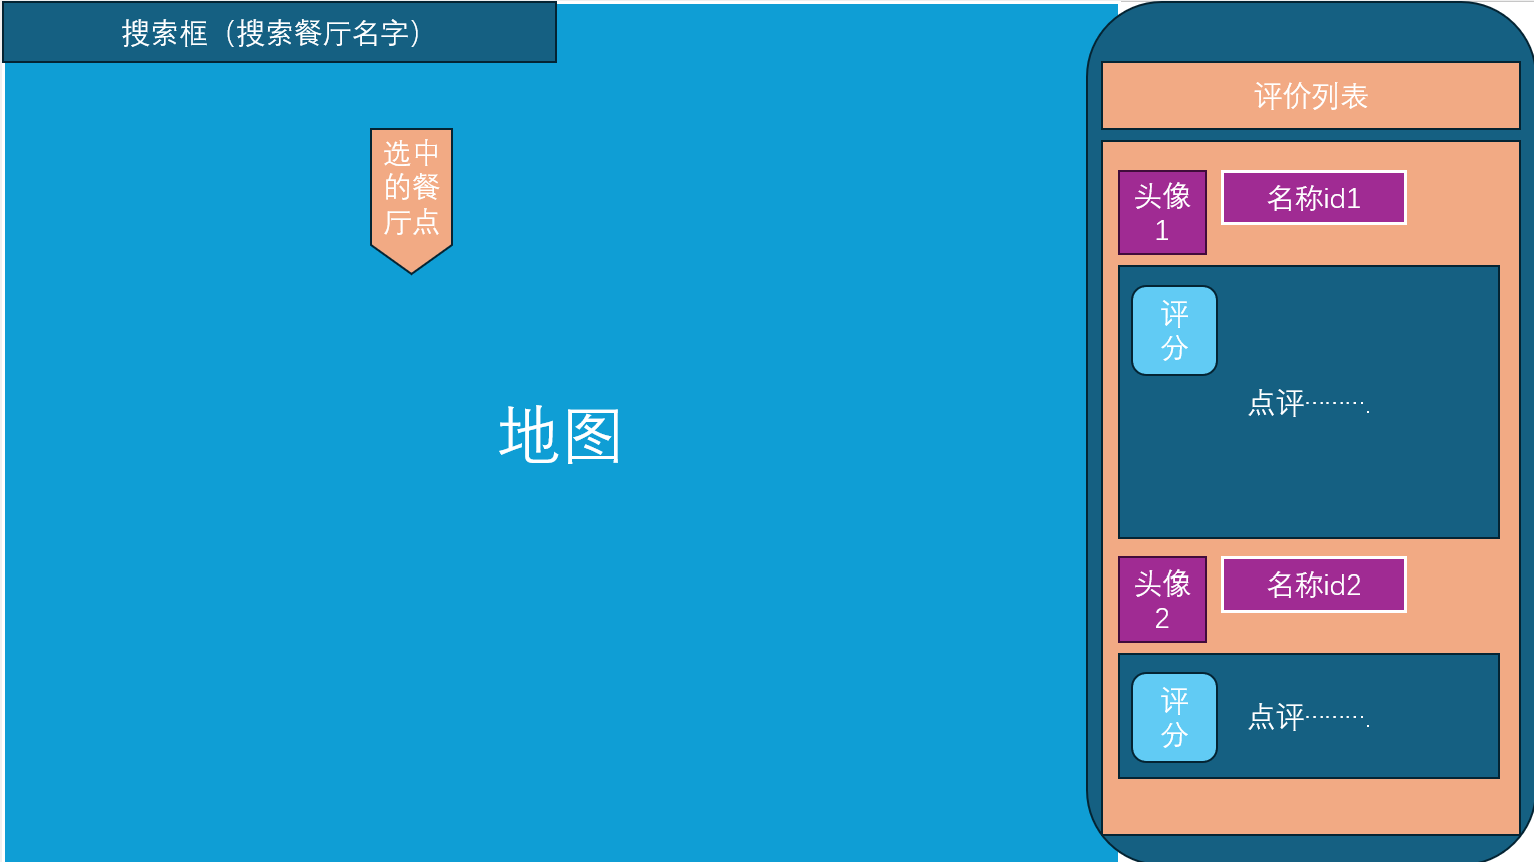 搜索框（搜索餐厅名字）
选中
的餐
厅点
地图
评价列表
头像
1
名称id1
评
分
点评……….
头像
2
名称id2
评
分
点评……….